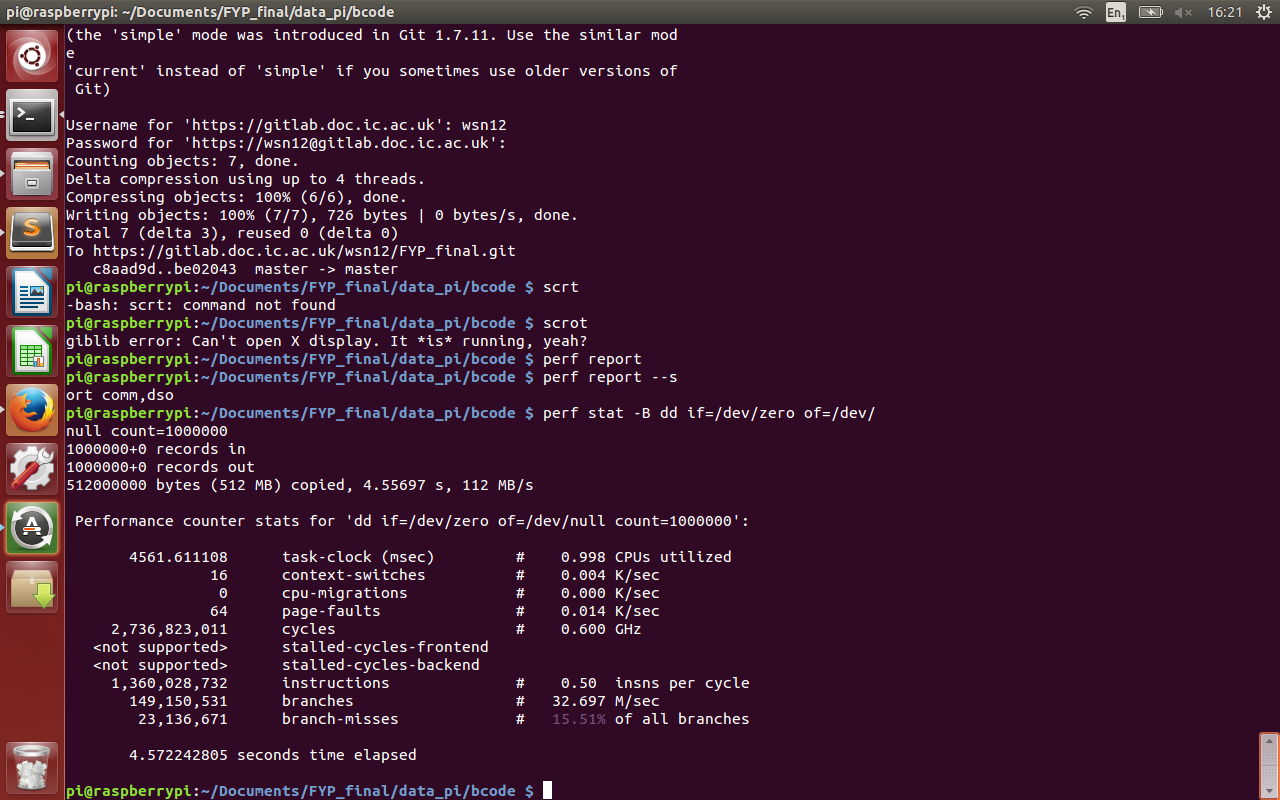 pi@raspberrypi: ~/Documents/FYP_final/data_pi/bcode
En1 16:21
(the 'simple' mode was introduced in Git 1.7.11. Use the similar mod
e
'current' instead of 'simple' if you sometimes use older versions of
 Git)
Username for 'https://gitlab.doc.ic.ac.uk': wsn12
Password for 'https://wsn12@gitlab.doc.ic.ac.uk':
Counting objects: 7, done.
Delta compression using up to 4 threads.
Compressing objects: 100% (6/6), done.
Writing objects: 100% (7/7), 726 bytes | 0 bytes/s, done.
Total 7 (delta 3), reused 0 (delta 0)
To https://gitlab.doc.ic.ac.uk/wsn12/FYP_final.git
   c8aad9d..be02043  master -> master
pi@raspberrypi:~/Documents/FYP_final/data_pi/bcode $ scrt
-bash: scrt: command not found
pi@raspberrypi:~/Documents/FYP_final/data_pi/bcode $ scrot
giblib error: Can't open X display. It *is* running, yeah?
pi@raspberrypi:~/Documents/FYP_final/data_pi/bcode $ perf report
pi@raspberrypi:~/Documents/FYP_final/data_pi/bcode $ perf report --s
ort comm,dso
pi@raspberrypi:~/Documents/FYP_final/data_pi/bcode $ perf stat -B dd if=/dev/zero of=/dev/
null count=1000000
1000000+0 records in
1000000+0 records out
512000000 bytes (512 MB) copied, 4.55697 s, 112 MB/s
 Performance counter stats for 'dd if=/dev/zero of=/dev/null count=1000000':
       4561.611108      task-clock (msec)         #    0.998 CPUs utilized
                16      context-switches          #    0.004 K/sec
                 0      cpu-migrations            #    0.000 K/sec
                64      page-faults               #    0.014 K/sec
     2,736,823,011      cycles                    #    0.600 GHz
   <not supported>      stalled-cycles-frontend
   <not supported>      stalled-cycles-backend
     1,360,028,732      instructions              #    0.50  insns per cycle
       149,150,531      branches                  #   32.697 M/sec
        23,136,671      branch-misses             #   15.51% of all branches
       4.572242805 seconds time elapsed
pi@raspberrypi:~/Documents/FYP_final/data_pi/bcode $